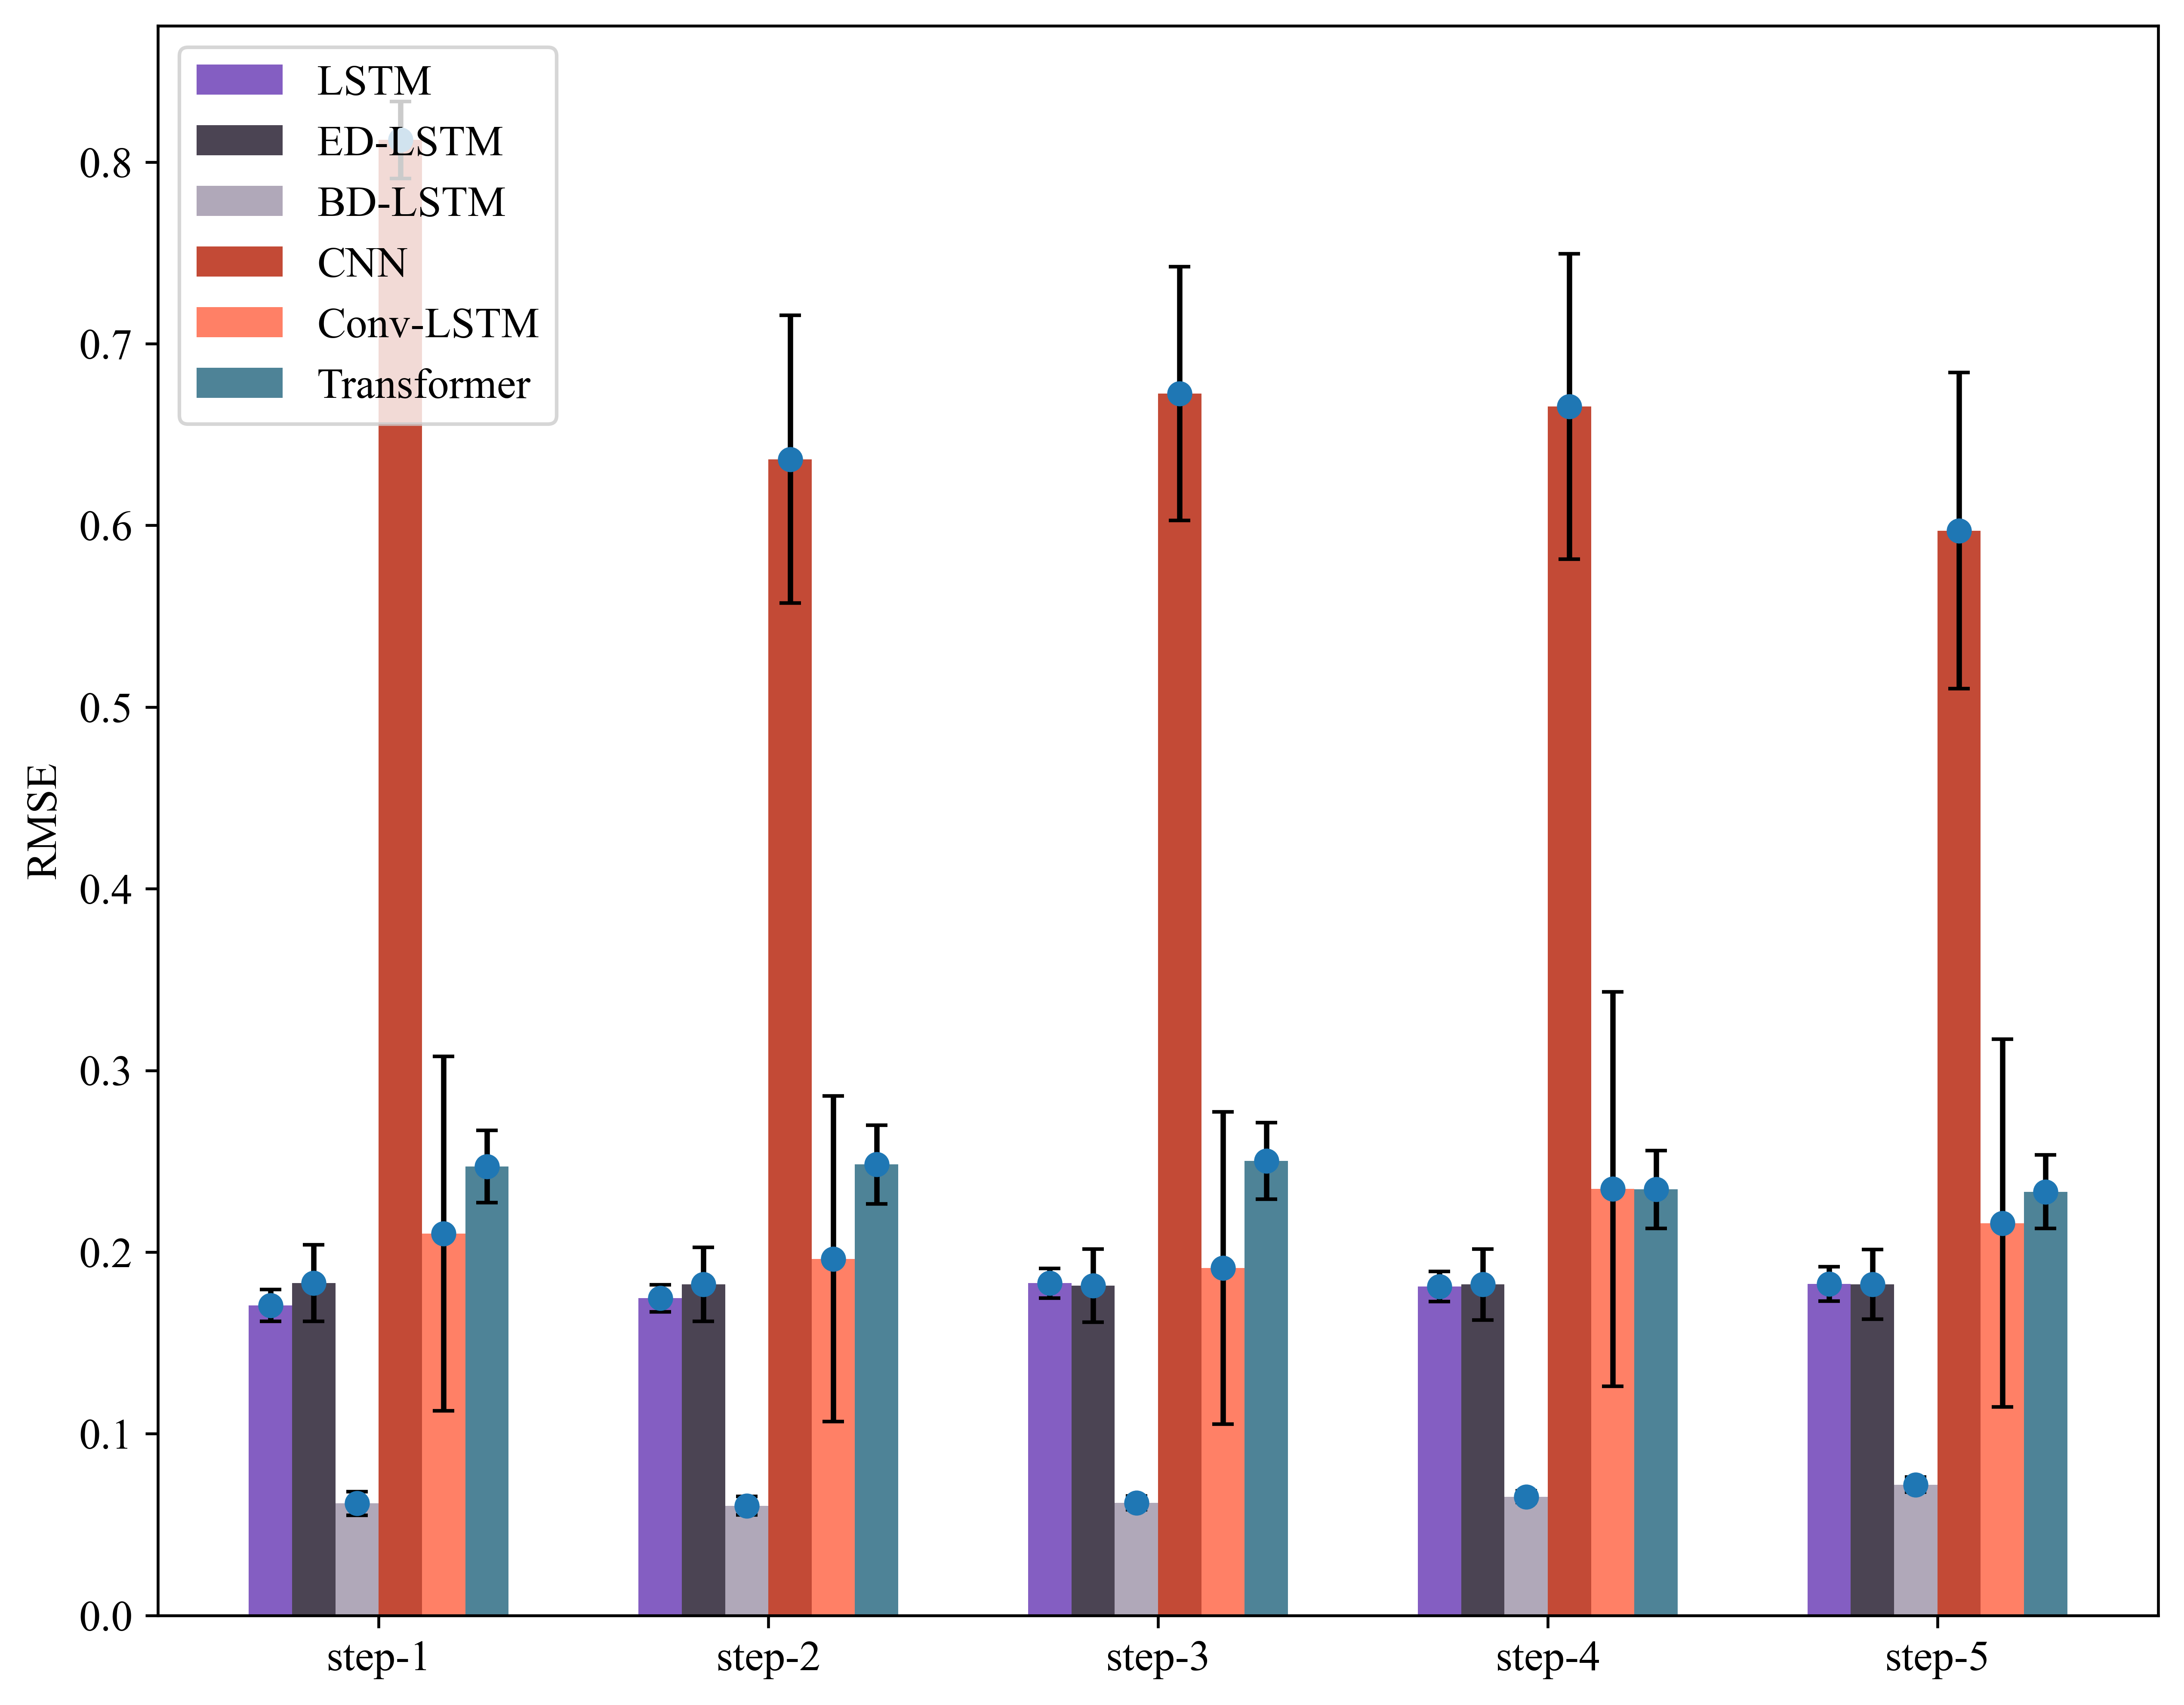 LSTM
ED-LSTM
BD-LSTM
CNN
Conv-LSTM
Transformer
RMSE
0.8
0.7
0.6
0.5
0.4
0.3
0.2
0.1
0.0
step-1 step-2 step-3 step-4 step-5